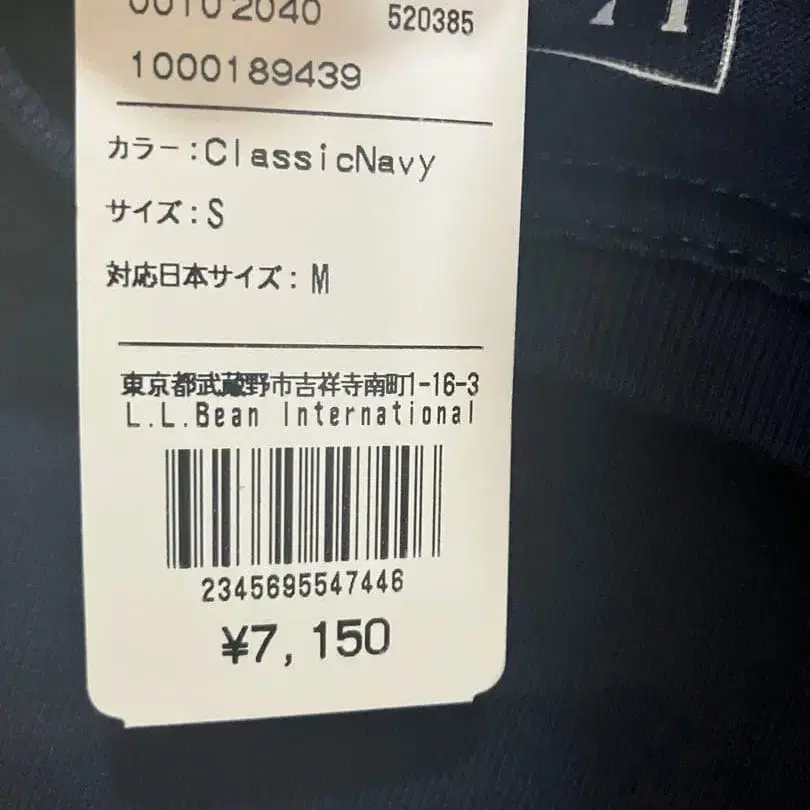 00102040 520385
1000189439
カラー:ClassicNavy
サイズ:S
対応日本サイズ:M
東京都武蔵野市吉祥寺南町1-16-3
L.L.Bean International
2345695547446
¥7,150